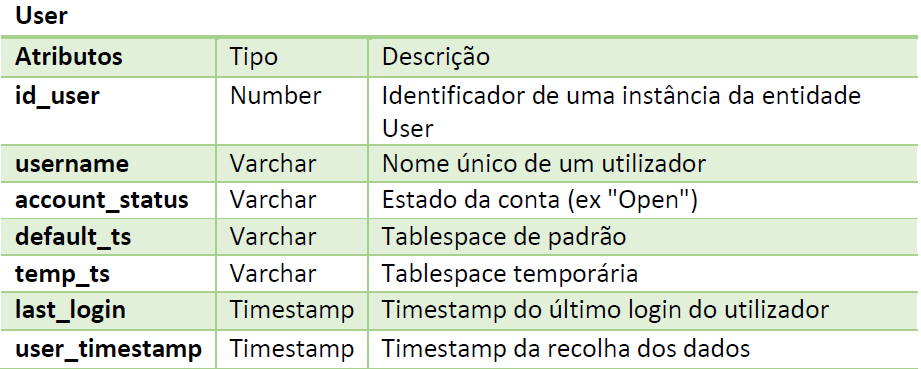 User
Atributos Tipo Descrição
id_user Number Identificador de uma instância da entidade
User
username Varchar Nome único de um utilizador
account_status Varchar Estado da conta (ex "Open")
default_ts Varchar Tablespace de padrão
temp_ts Varchar Tablespace temporária
last_login Timestamp Timestamp do último login do utilizador
user_timestamp Timestamp Timestamp da recolha dos dados